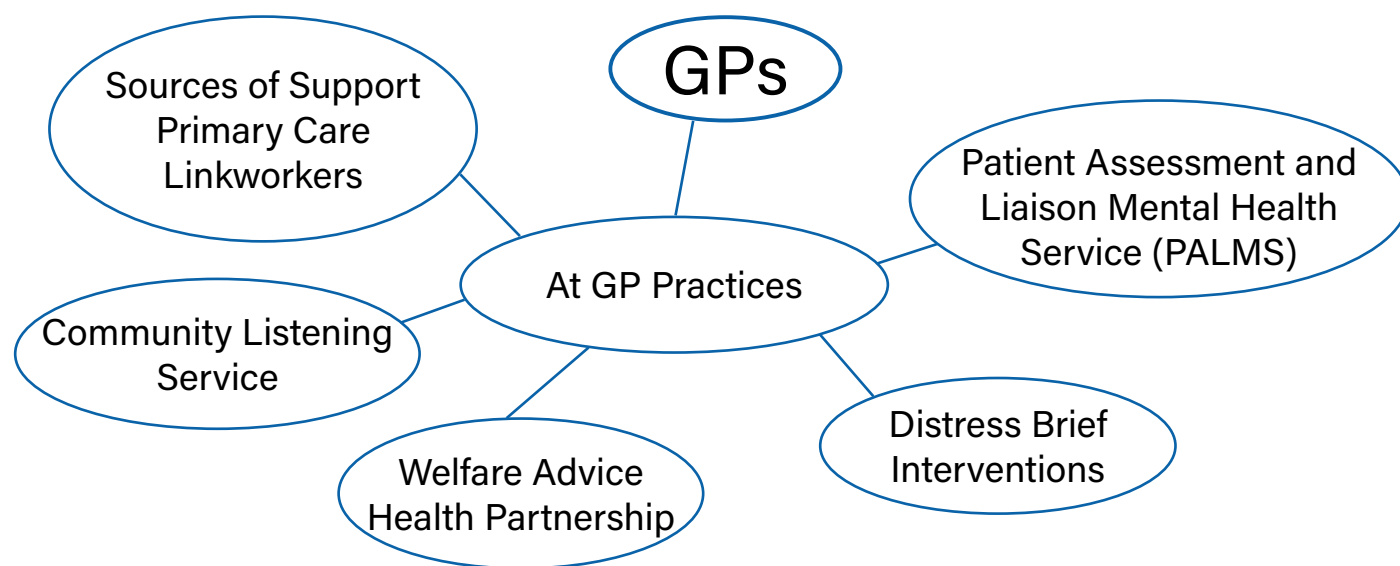 GPs
Sources of Support
Primary Care
Linkworkers
Patient Assessment and
Liaison Mental Health
Service (PALMS)
At GP Practices
Community Listening
Service
Distress Brief
Interventions
Welfare Advice
Health Partnership